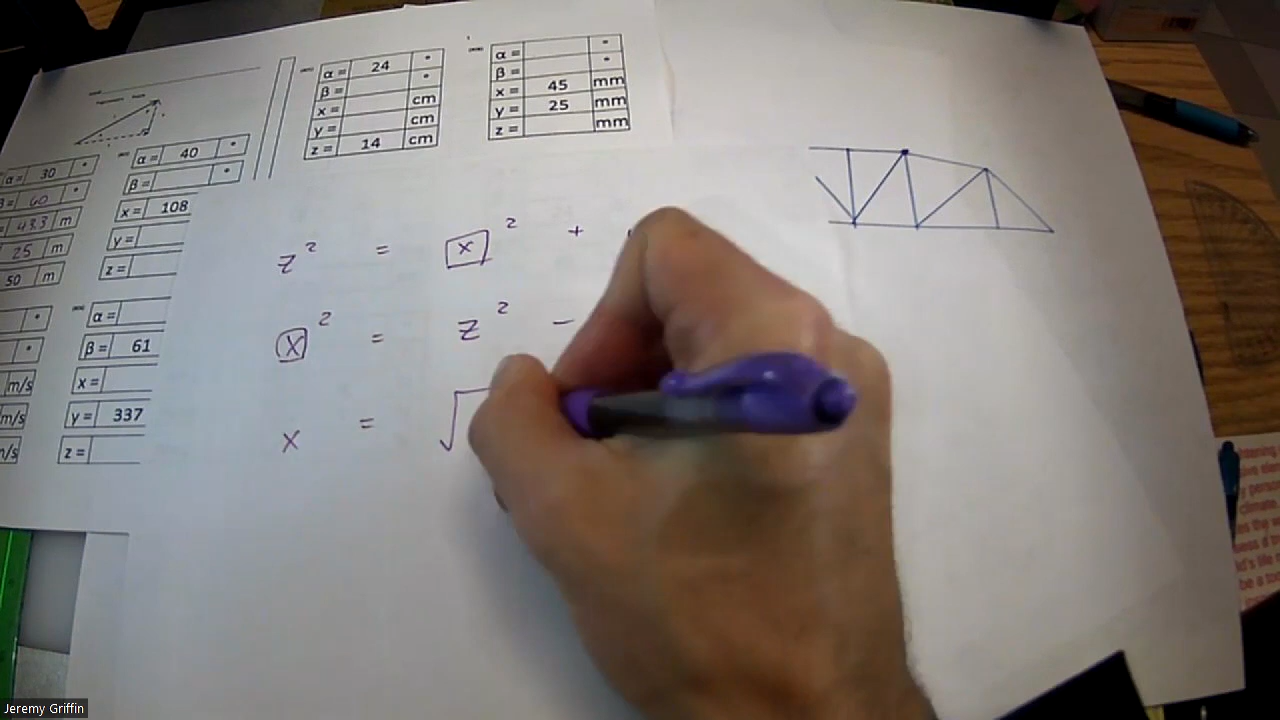 α = 24 °
β = °
x = cm
y = cm
z = 14 cm
α = °
β = °
x = 45 mm
y = 25 mm
z = mm
α = 30 °
β = 60 °
= 43.3 m
25 m
50 m
α = 40 °
β = °
x = 108
y =
z =
°
°
m/s
m/s
/s
α =
β = 61
x =
y = 337
z =
z² = x² +
x² = z² −
x = √
Jeremy Griffin